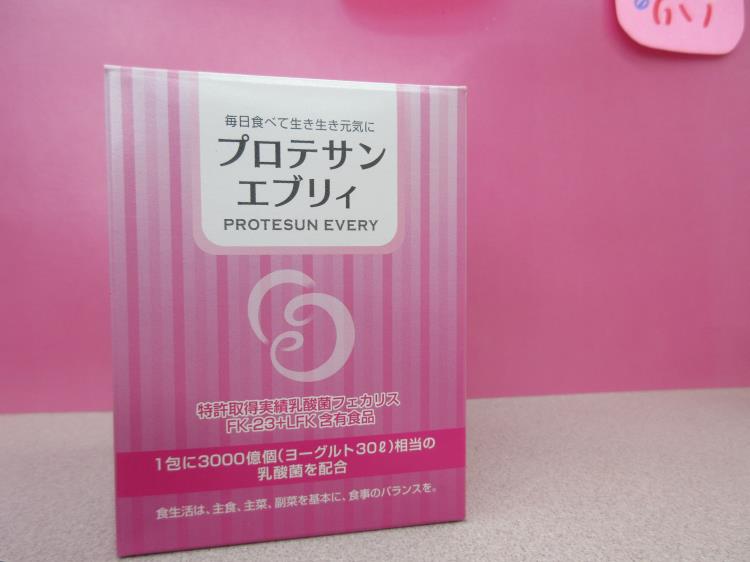 毎日食べて生き生き元気に
プロテサン
エブリィ
PROTESUN EVERY
特許取得実績乳酸菌フェカリス
FK-23+LFK 含有食品
1包に3000億個(ヨーグルト30ℓ)相当の
乳酸菌を配合
食生活は、主食、主菜、副菜を基本に、食事のバランスを。